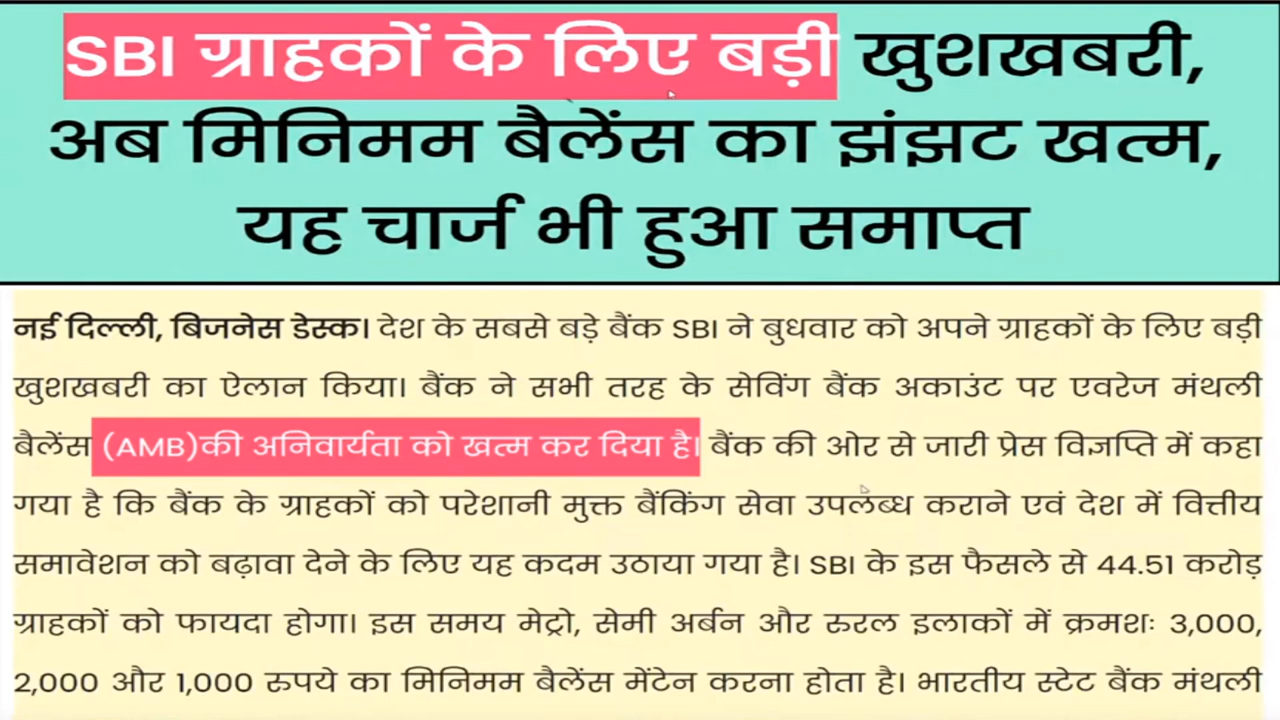 SBI ग्राहकों के लिए बड़ी खुशखबरी,
अब मिनिमम बैलेंस का झंझट खत्म,
यह चार्ज भी हुआ समाप्त
नई दिल्ली, बिजनेस डेस्क। देश के सबसे बड़े बैंक SBI ने बुधवार को अपने ग्राहकों के लिए बड़ी
खुशखबरी का ऐलान किया। बैंक ने सभी तरह के सेविंग बैंक अकाउंट पर एवरेज मंथली
बैलेंस (AMB)की अनिवार्यता को खत्म कर दिया है। बैंक की ओर से जारी प्रेस विज्ञप्ति में कहा
गया है कि बैंक के ग्राहकों को परेशानी मुक्त बैंकिंग सेवा उपलब्ध कराने एवं देश में वित्तीय
समावेशन को बढ़ावा देने के लिए यह कदम उठाया गया है। SBI के इस फैसले से 44.51 करोड़
ग्राहकों को फायदा होगा। इस समय मेट्रो, सेमी अर्बन और रुरल इलाकों में क्रमशः 3,000,
2,000 और 1,000 रुपये का मिनिमम बैलेंस मेंटेन करना होता है। भारतीय स्टेट बैंक मंथली